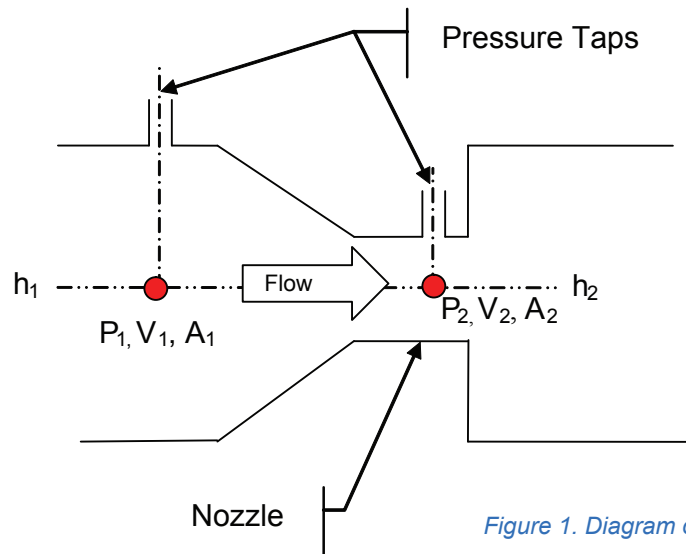 Pressure Taps
h1
Flow
h2
P1, V1, A1
P2, V2, A2
Nozzle
Figure 1. Diagram